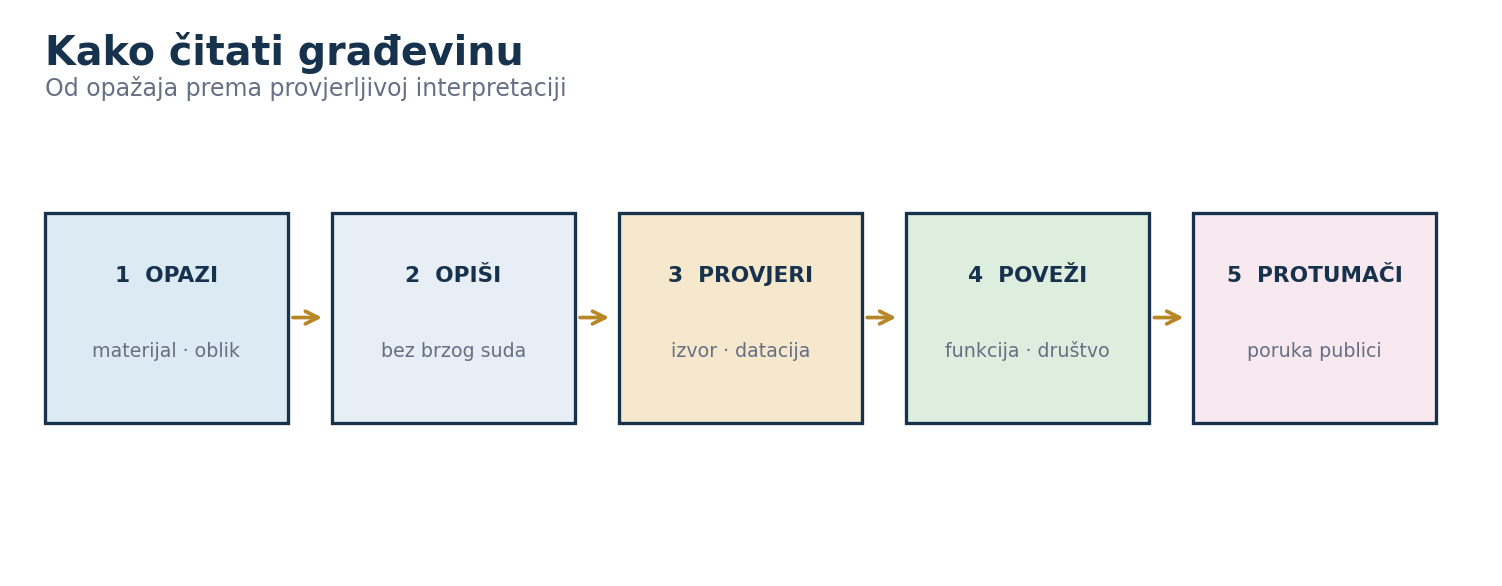 Kako čitati građevinu
Od opažaja prema provjerljivoj interpretaciji
1 OPAZI
materijal · oblik
2 OPIŠI
bez brzog suda
3 PROVJERI
izvor · datacija
4 POVEŽI
funkcija · društvo
5 PROTUMAČI
poruka publici